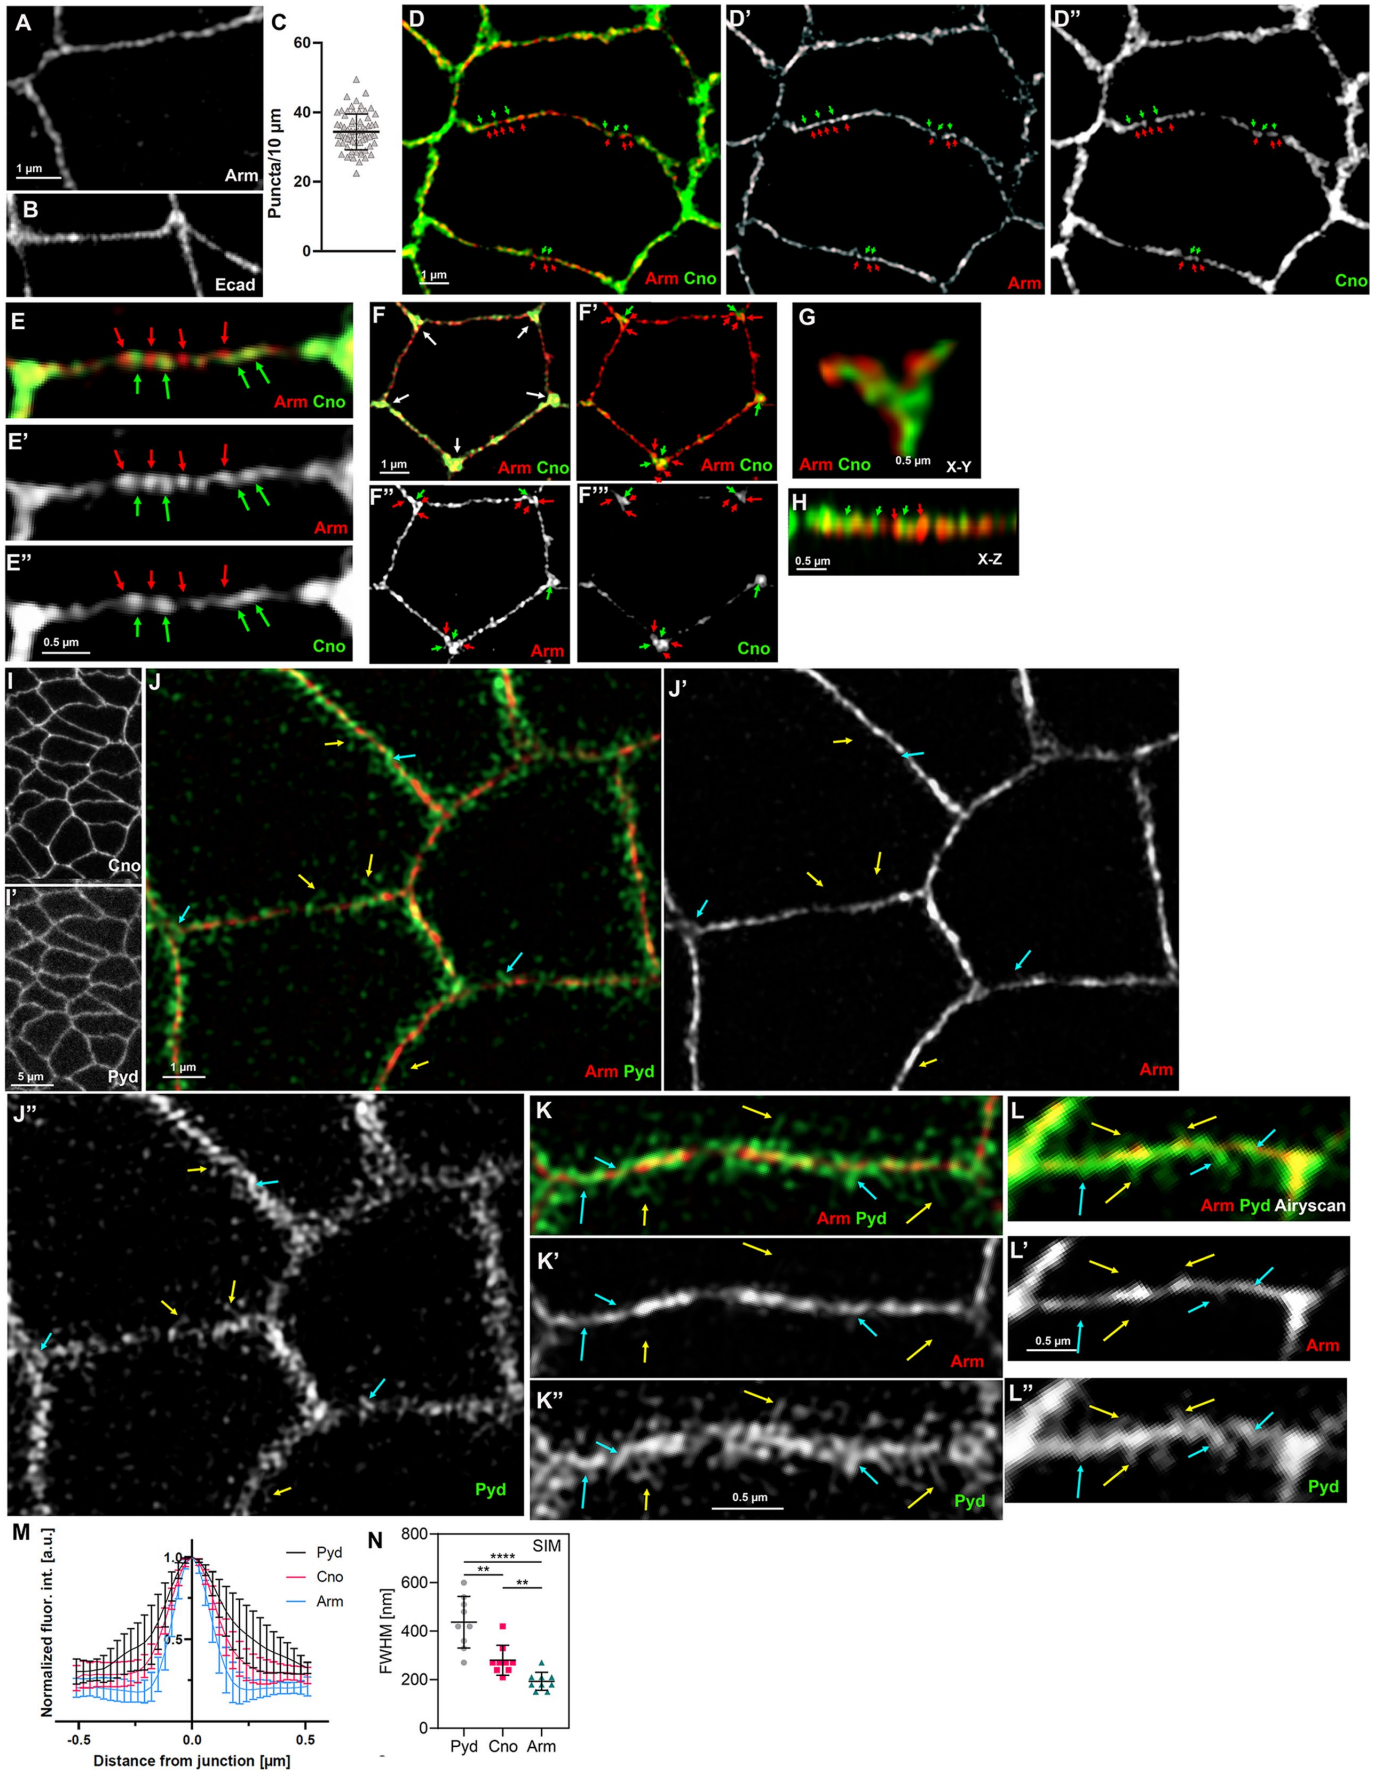 A
1 µm
Arm
B
Ecad
C
60
40
20
0
Puncta/10 µm
D
1 µm
Arm Cno
D’
Arm
D”
Cno
E
Arm Cno
E’
Arm
E”
0.5 µm
Cno
F
1 µm
Arm Cno
F’
Arm Cno
F”
Arm
F”’
Cno
G
Arm Cno
0.5 µm
X-Y
H
0.5 µm
X-Z
I
Cno
I’
5 µm
Pyd
J
1 µm
Arm Pyd
J’
Arm
J”
Pyd
K
Arm Pyd
K’
Arm
K”
0.5 µm
Pyd
L
Arm Pyd Airyscan
L’
0.5 µm
Arm
L”
Pyd
M
Normalized fluor. int. [a.u.]
1.0
0.5
Pyd
Cno
Arm
-0.5
0.0
0.5
Distance from junction [µm]
N
SIM
800
600
400
200
0
FWHM [nm]
****
**
**
Pyd Cno Arm